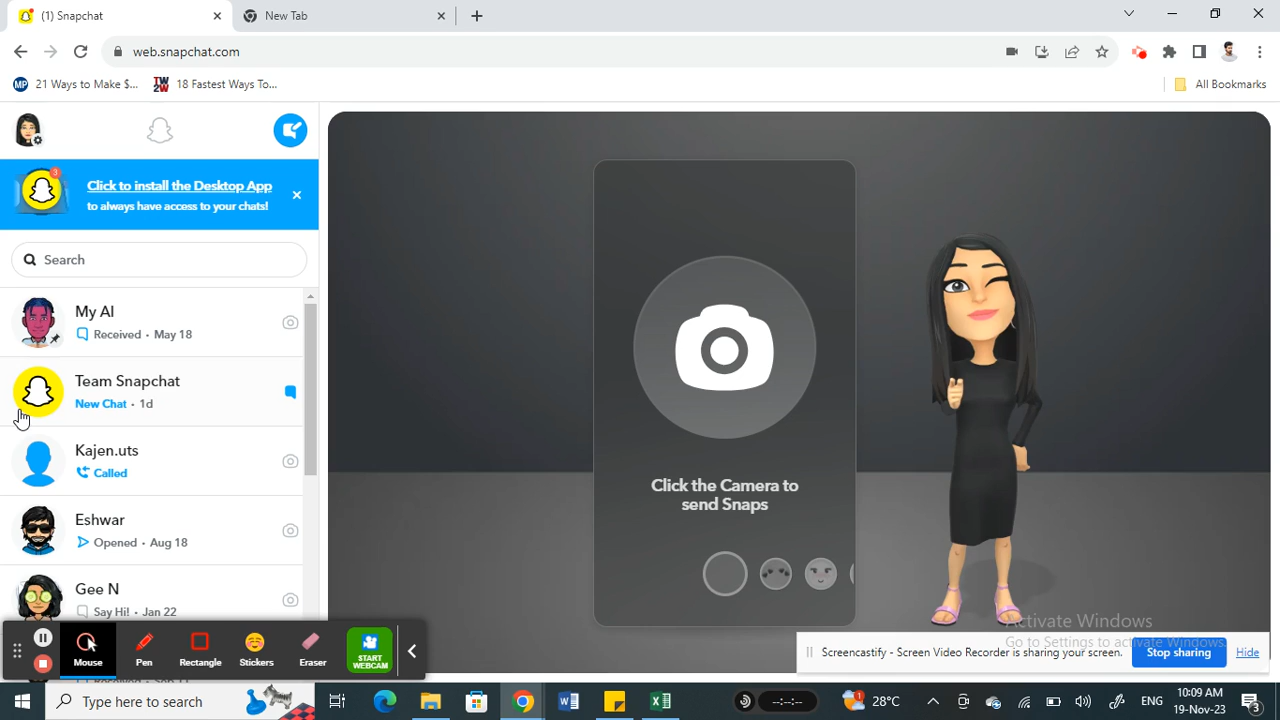 (1) Snapchat
New Tab
web.snapchat.com
MP 21 Ways to Make $...
TW 2W 18 Fastest Ways To...
All Bookmarks
3
Click to install the Desktop App
to always have access to your chats!
Search
My AI
Received · May 18
Team Snapchat
New Chat · 1d
Kajen.uts
Called
Eshwar
Opened · Aug 18
Gee N
Say Hi! · Jan 22
Click the Camera to
send Snaps
Activate Windows
Go to Settings to activate Windows.
Screencastify - Screen Video Recorder is sharing your screen.
Stop sharing
Hide
Mouse
Pen
Rectangle
Stickers
Eraser
START
WEBCAM
Type here to search
--:--:--
28°C
ENG
10:09 AM
19-Nov-23
3